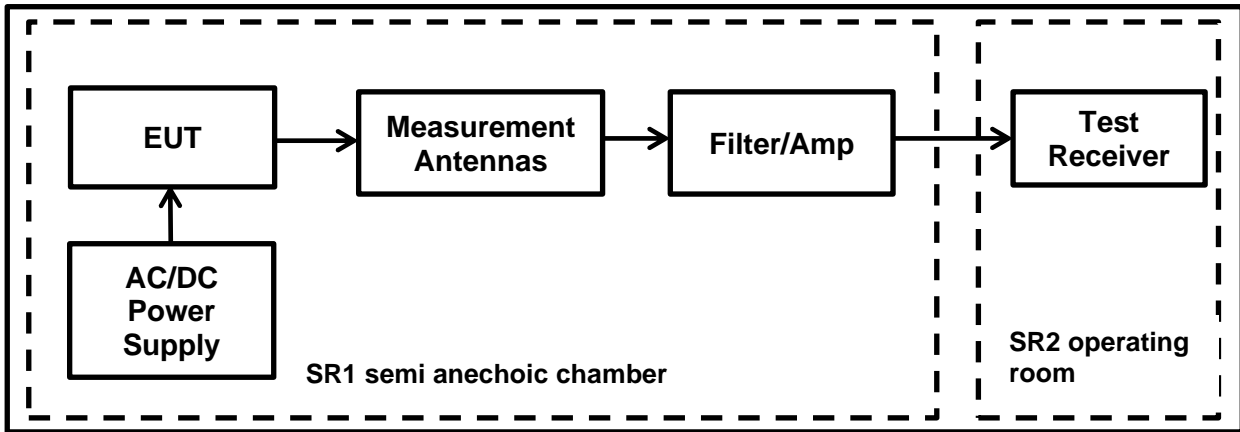 EUT
Measurement
Antennas
Filter/Amp
Test
Receiver
AC/DC
Power
Supply
SR1 semi anechoic chamber
SR2 operating
room